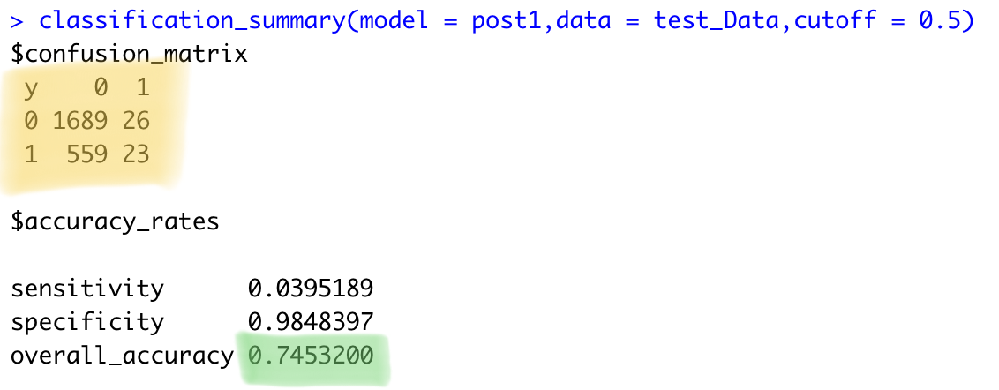 > classification_summary(model = post1,data = test_Data,cutoff = 0.5)
$confusion_matrix
y 0 1
0 1689 26
1 559 23
$accuracy_rates
sensitivity 0.0395189
specificity 0.9848397
overall_accuracy 0.7453200